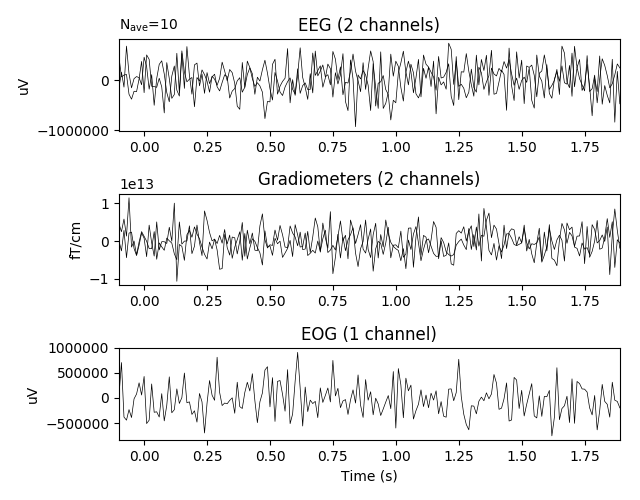 N_ave=10
EEG (2 channels)
uV
0
−1000000
0.00 0.25 0.50 0.75 1.00 1.25 1.50 1.75
1e13
Gradiometers (2 channels)
fT/cm
1
0
−1
0.00 0.25 0.50 0.75 1.00 1.25 1.50 1.75
EOG (1 channel)
uV
1000000
500000
0
−500000
0.00 0.25 0.50 0.75 1.00 1.25 1.50 1.75
Time (s)